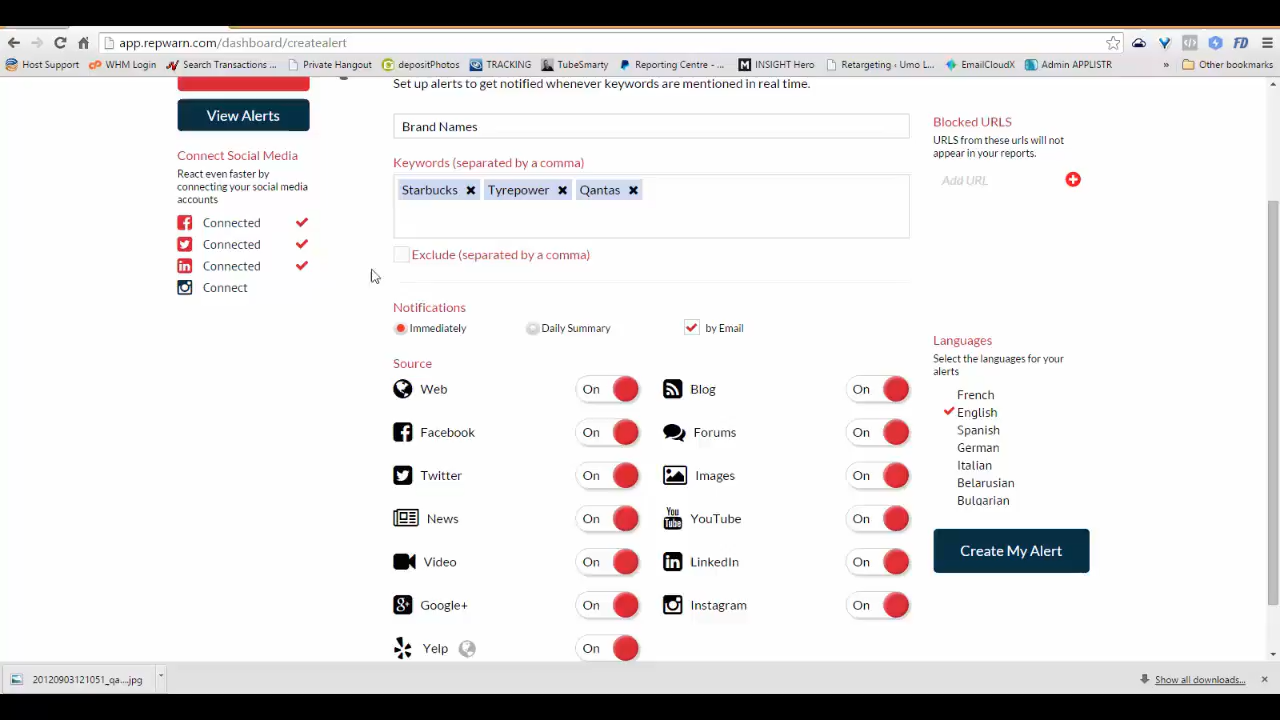 app.repwarn.com/dashboard/createalert
FD
Host Support
WHM Login
Search Transactions ...
Private Hangout
depositPhotos
TRACKING
TubeSmarty
Reporting Centre - ...
INSIGHT Hero
Retargeting ‹ Umo L...
EmailCloudX
Admin APPLISTR
»
Other bookmarks
Set up alerts to get notified whenever keywords are mentioned in real time.
View Alerts
Connect Social Media
React even faster by
connecting your social media
accounts
Connected
Connected
Connected
Connect
Brand Names
Keywords (separated by a comma)
Starbucks Tyrepower Qantas
Exclude (separated by a comma)
Notifications
Immediately
Daily Summary
by Email
Source
Web On
Blog On
Facebook On
Forums On
Twitter On
Images On
News On
YouTube On
Video On
LinkedIn On
Google+ On
Instagram On
Yelp On
Blocked URLS
URLS from these urls will not
appear in your reports.
Add URL
Languages
Select the languages for your
alerts
French
English
Spanish
German
Italian
Belarusian
Bulgarian
Create My Alert
20120903121051_qa....jpg
Show all downloads...